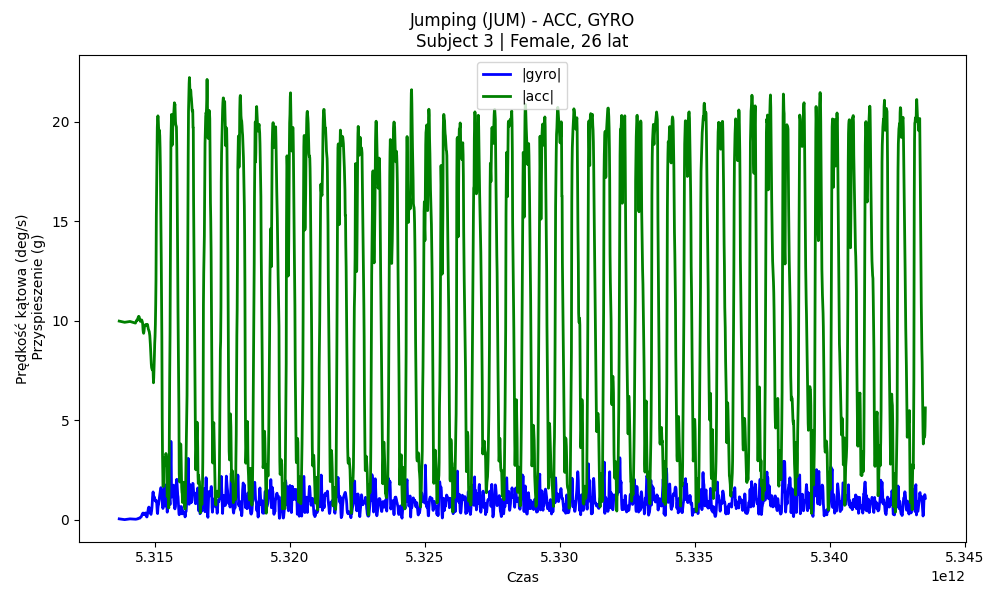 Jumping (JUM) - ACC, GYRO
Subject 3 | Female, 26 lat
|gyro|
|acc|
Prędkość kątowa (deg/s)
Przyspieszenie (g)
20
15
10
5
0
5.315
5.320
5.325
5.330
5.335
5.340
5.345
1e12
Czas